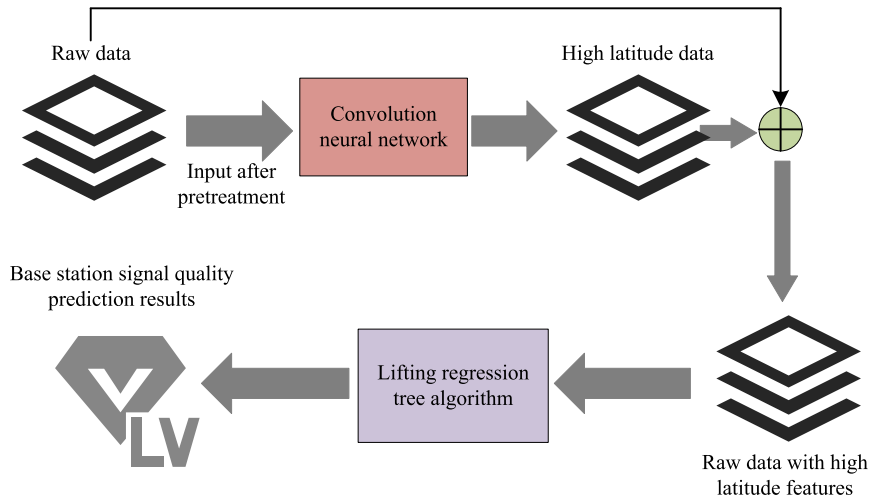 Raw data
High latitude data
Convolution
neural network
Input after
pretreatment
Base station signal quality
prediction results
Lifting regression
tree algorithm
LV
Raw data with high
latitude features